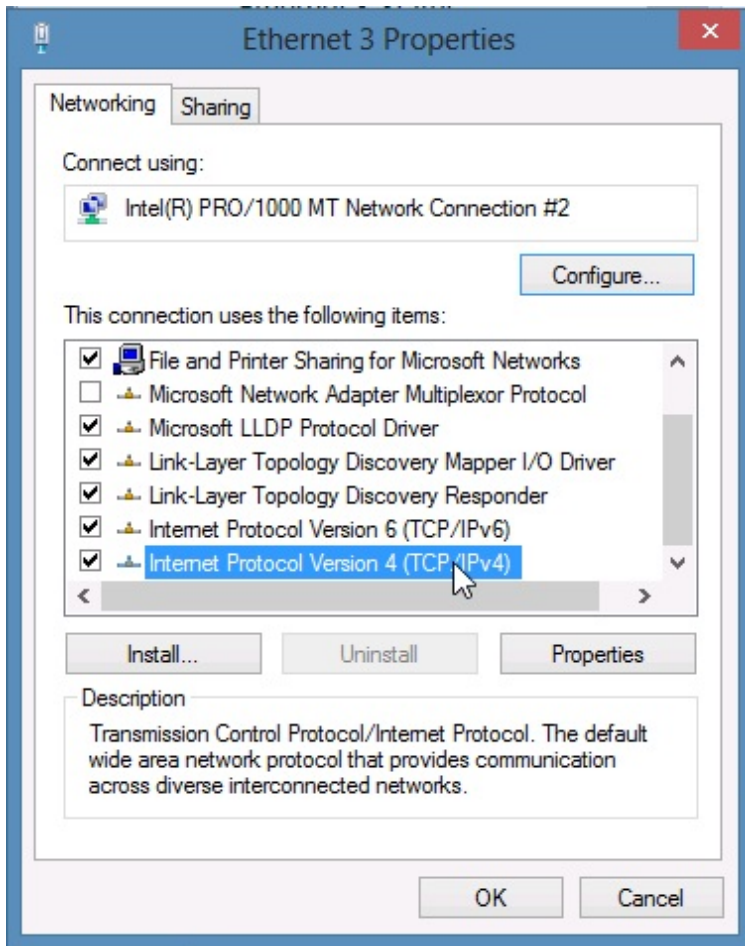 Ethernet 3 Properties
Networking
Sharing
Connect using:
Intel(R) PRO/1000 MT Network Connection #2
Configure...
This connection uses the following items:
File and Printer Sharing for Microsoft Networks
Microsoft Network Adapter Multiplexor Protocol
Microsoft LLDP Protocol Driver
Link-Layer Topology Discovery Mapper I/O Driver
Link-Layer Topology Discovery Responder
Internet Protocol Version 6 (TCP/IPv6)
Internet Protocol Version 4 (TCP/IPv4)
Install...
Uninstall
Properties
Description
Transmission Control Protocol/Internet Protocol. The default
wide area network protocol that provides communication
across diverse interconnected networks.
OK
Cancel